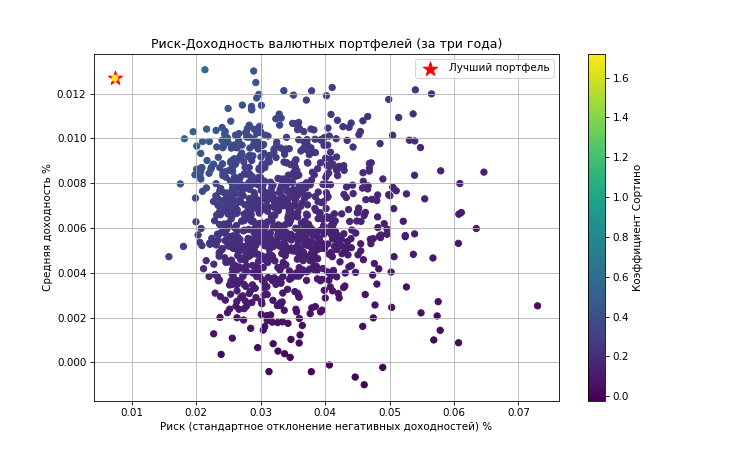 Риск-Доходность валютных портфелей (за три года)
Лучший портфель
Средняя доходность %
0.012
0.010
0.008
0.006
0.004
0.002
0.000
0.01 0.02 0.03 0.04 0.05 0.06 0.07
Риск (стандартное отклонение негативных доходностей) %
1.6
1.4
1.2
1.0
0.8
0.6
0.4
0.2
0.0
Коэффициент Сортино